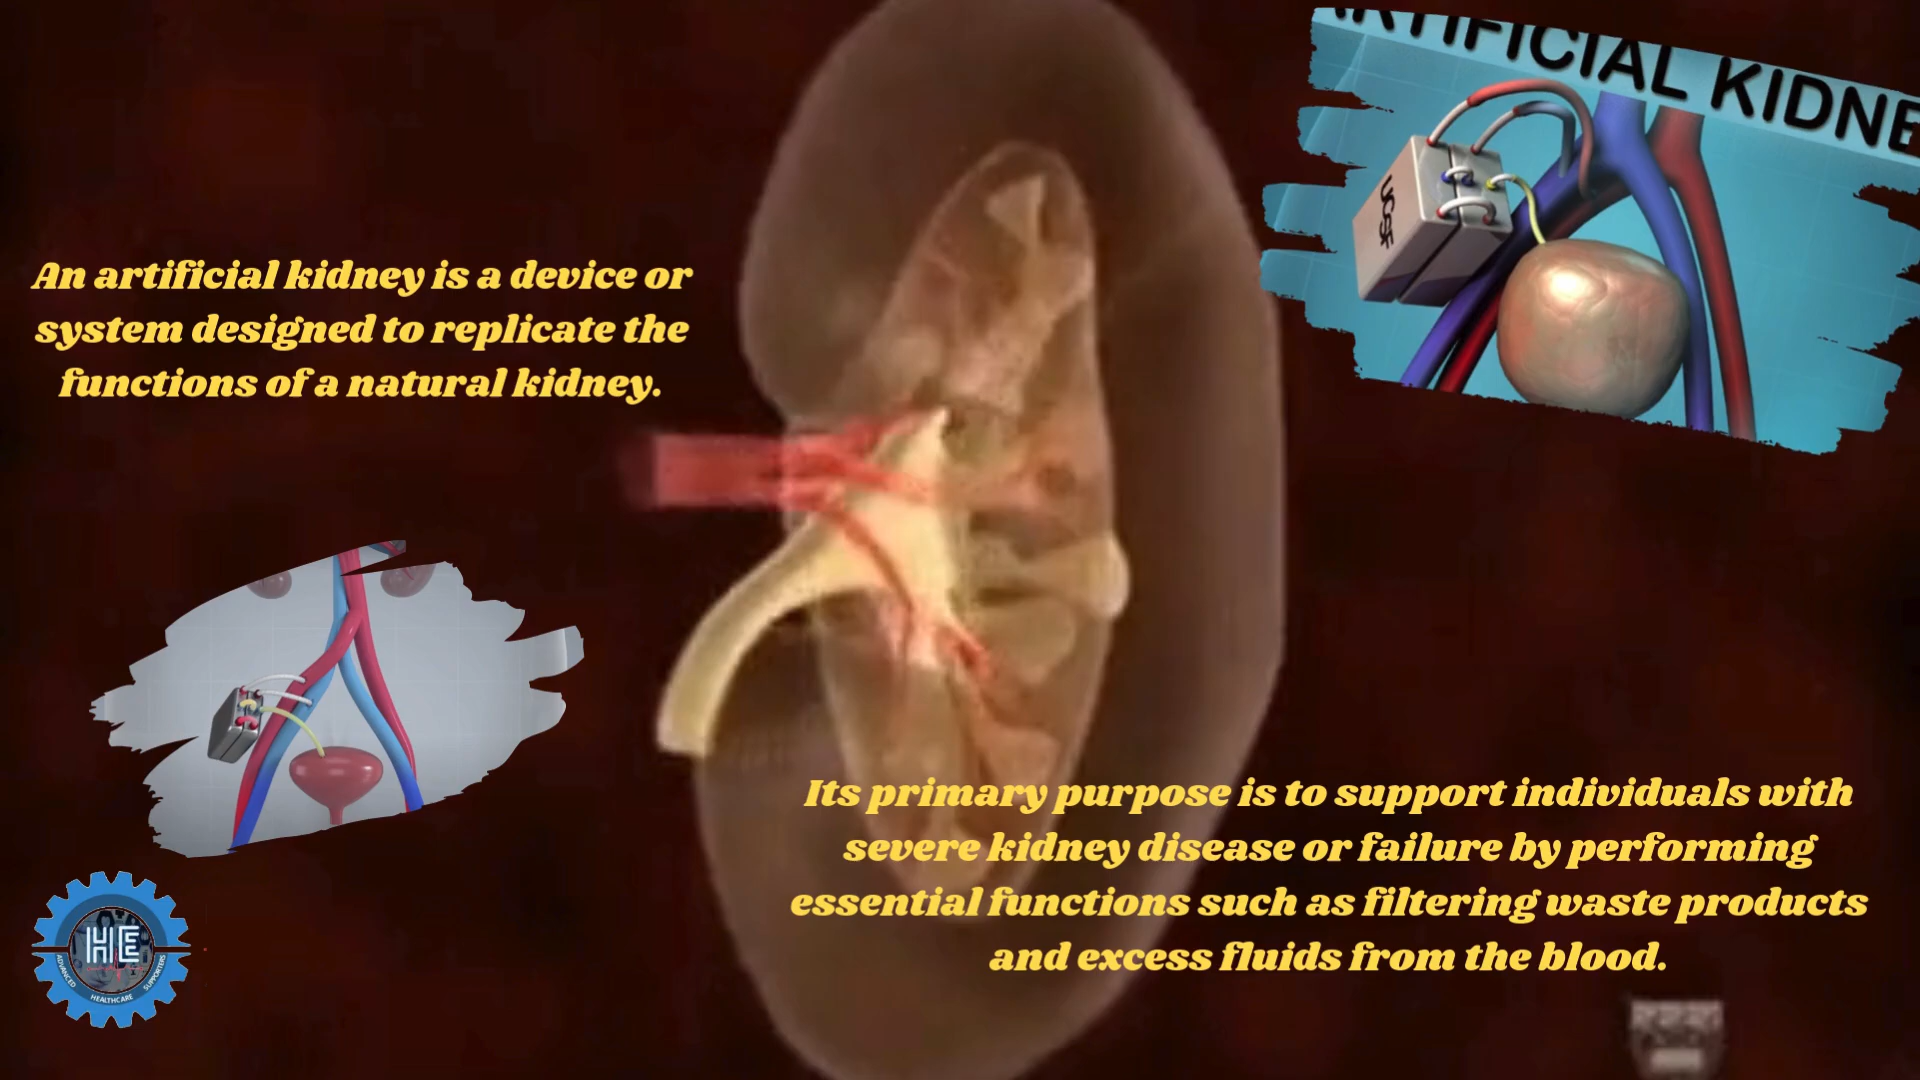 ARTIFICIAL KIDNE
UCSF
An artificial kidney is a device or
system designed to replicate the
functions of a natural kidney.
Its primary purpose is to support individuals with
severe kidney disease or failure by performing
essential functions such as filtering waste products
and excess fluids from the blood.
HE
ADVANCED HEALTHCARE SUPPORTERS